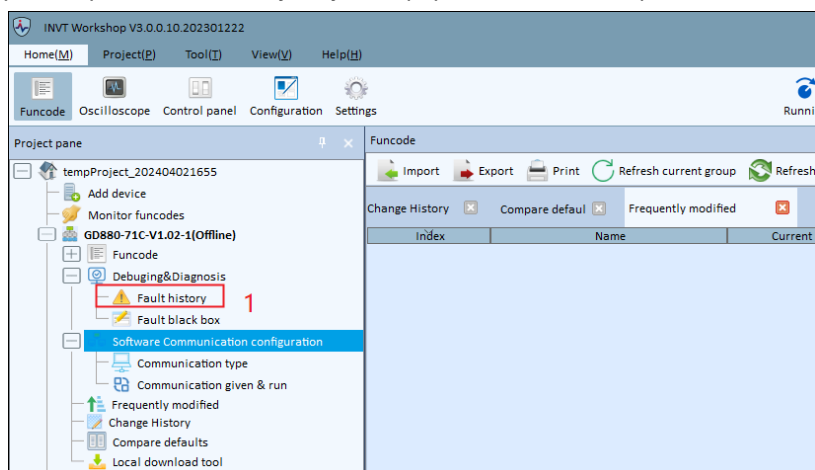 INVT Workshop V3.0.0.10.202301222
Home(M) Project(P) Tool(T) View(V) Help(H)
Funcode Oscilloscope Control panel Configuration Settings Runni
Project pane
Funcode
tempProject_202404021655
Import Export Print Refresh current group Refresh
Add device
Monitor funcodes
Change History Compare defaul Frequently modified
GD880-71C-V1.02-1(Offline)
Index Name Current
Funcode
Debuging&Diagnosis
Fault history 1
Fault black box
Software Communication configuration
Communication type
Communication given & run
Frequently modified
Change History
Compare defaults
Local download tool